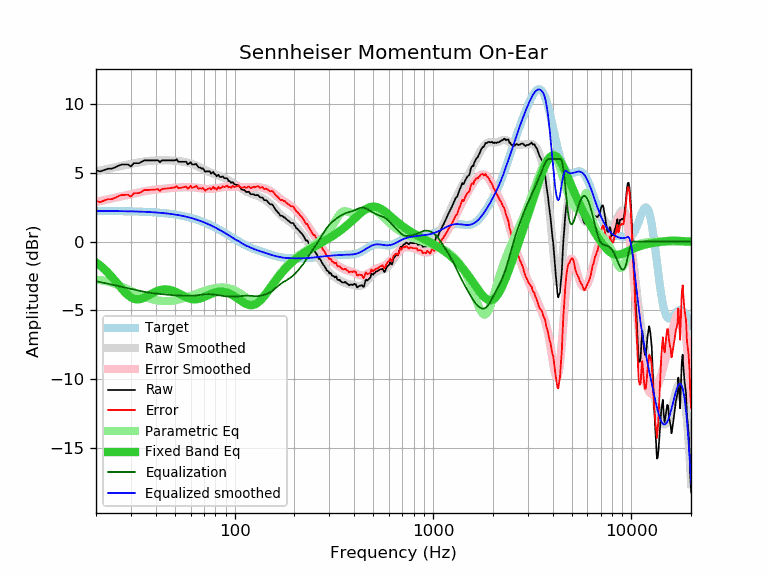 Sennheiser Momentum On-Ear
Amplitude (dBr)
10
5
0
−5
−10
−15
Target
Raw Smoothed
Error Smoothed
Raw
Error
Parametric Eq
Fixed Band Eq
Equalization
Equalized smoothed
100
1000
10000
Frequency (Hz)